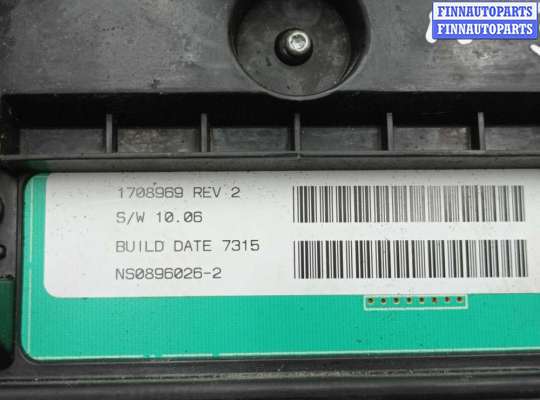 FINNAUTOPARTS
FINNAUTOPARTS
1708969 REV 2
S/W 10.06
BUILD DATE 7315
NS0896026-2